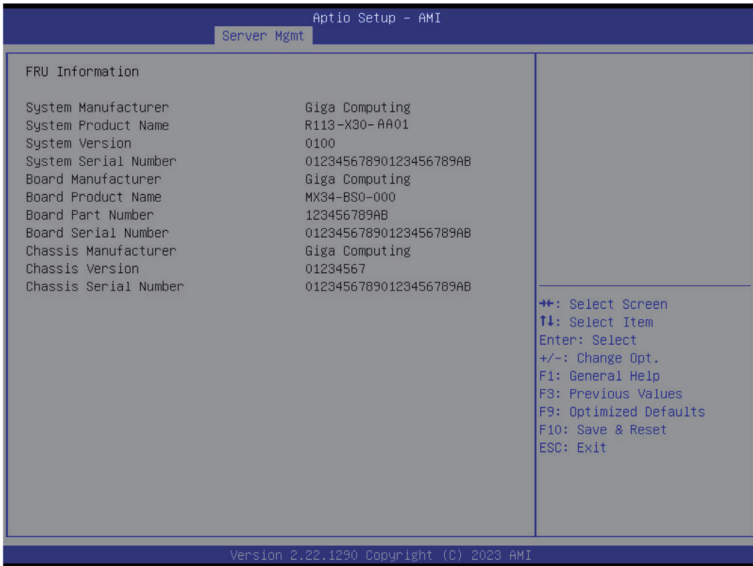 Aptio Setup – AMI
Server Mgmt
FRU Information
System Manufacturer Giga Computing
System Product Name R113-X30-AA01
System Version 0100
System Serial Number 01234567890123456789AB
Board Manufacturer Giga Computing
Board Product Name MX34-BS0-000
Board Part Number 123456789AB
Board Serial Number 01234567890123456789AB
Chassis Manufacturer Giga Computing
Chassis Version 01234567
Chassis Serial Number 01234567890123456789AB
→←: Select Screen
↑↓: Select Item
Enter: Select
+/-: Change Opt.
F1: General Help
F3: Previous Values
F9: Optimized Defaults
F10: Save & Reset
ESC: Exit
Version 2.22.1290 Copyright (C) 2023 AMI